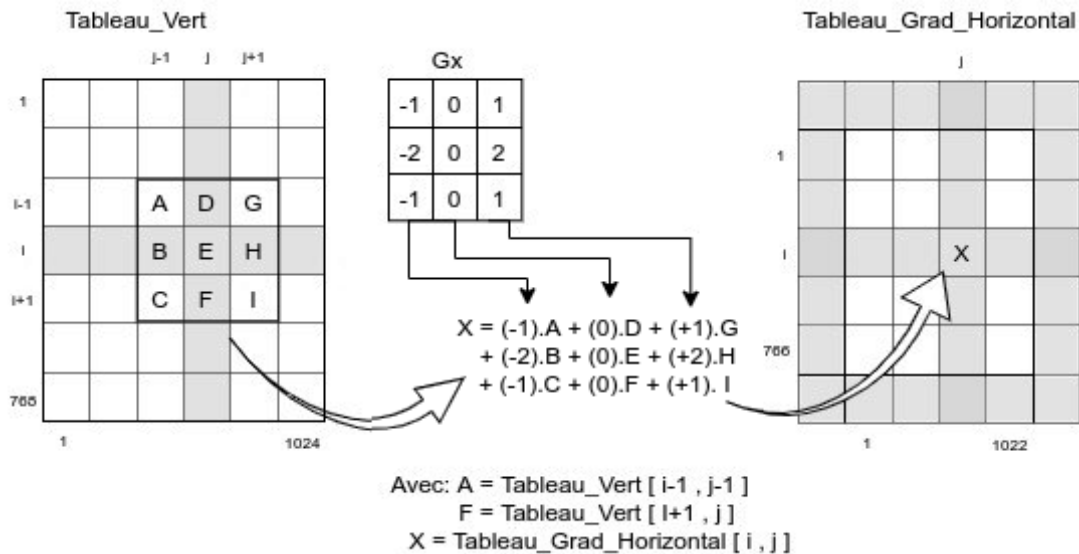 Tableau_Vert
Tableau_Grad_Horizontal
j-1 j j+1
Gx
j
1
-1 0 1
-2 0 2
-1 0 1
1
i-1 A D G
i B E H
i+1 C F I
i X
X = (-1).A + (0).D + (+1).G
+ (-2).B + (0).E + (+2).H
+ (-1).C + (0).F + (+1). I
766
768
1 1024
1 1022
Avec: A = Tableau_Vert [ i-1 , j-1 ]
F = Tableau_Vert [ I+1 , j ]
X = Tableau_Grad_Horizontal [ i , j ]